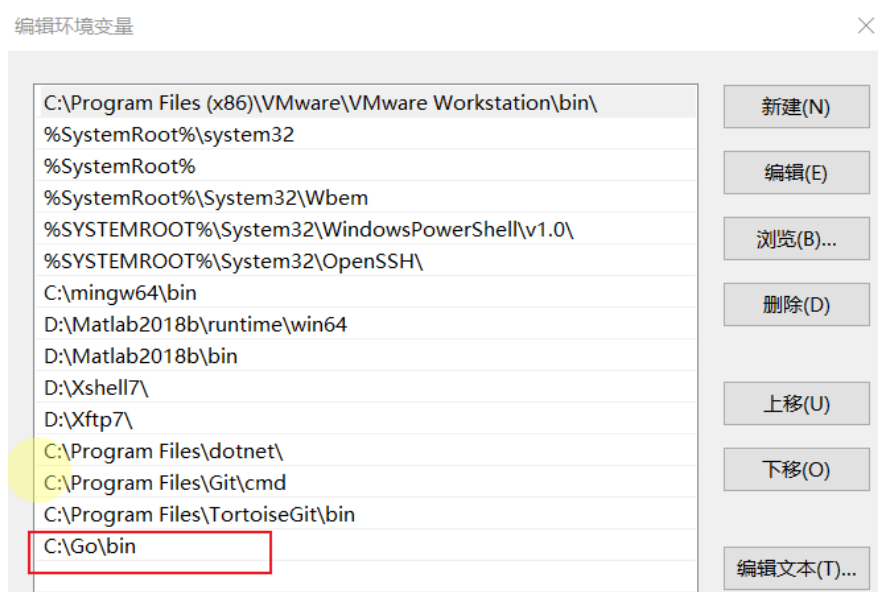 编辑环境变量
C:\Program Files (x86)\VMware\VMware Workstation\bin\
%SystemRoot%\system32
%SystemRoot%
%SystemRoot%\System32\Wbem
%SYSTEMROOT%\System32\WindowsPowerShell\v1.0\
%SYSTEMROOT%\System32\OpenSSH\
C:\mingw64\bin
D:\Matlab2018b\runtime\win64
D:\Matlab2018b\bin
D:\Xshell7\
D:\Xftp7\
C:\Program Files\dotnet\
C:\Program Files\Git\cmd
C:\Program Files\TortoiseGit\bin
C:\Go\bin
新建(N)
编辑(E)
浏览(B)...
删除(D)
上移(U)
下移(O)
编辑文本(T)...